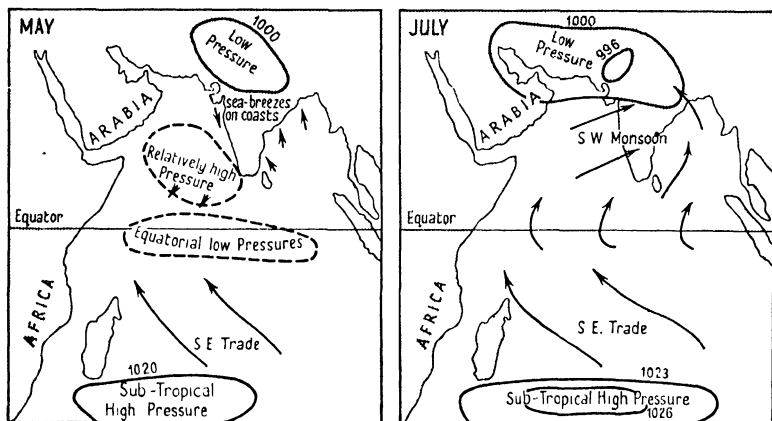 MAY
1000
Low
Pressure
ARABIA
sea-breezes
on coasts
Relatively high
Pressure
Equator
Equatorial low Pressures
AFRICA
S E Trade
1020
Sub-Tropical
High Pressure
JULY
1000
Low
Pressure
996
ARABIA
S W Monsoon
Equator
AFRICA
S E. Trade
1023
Sub-Tropical High Pressure
1026